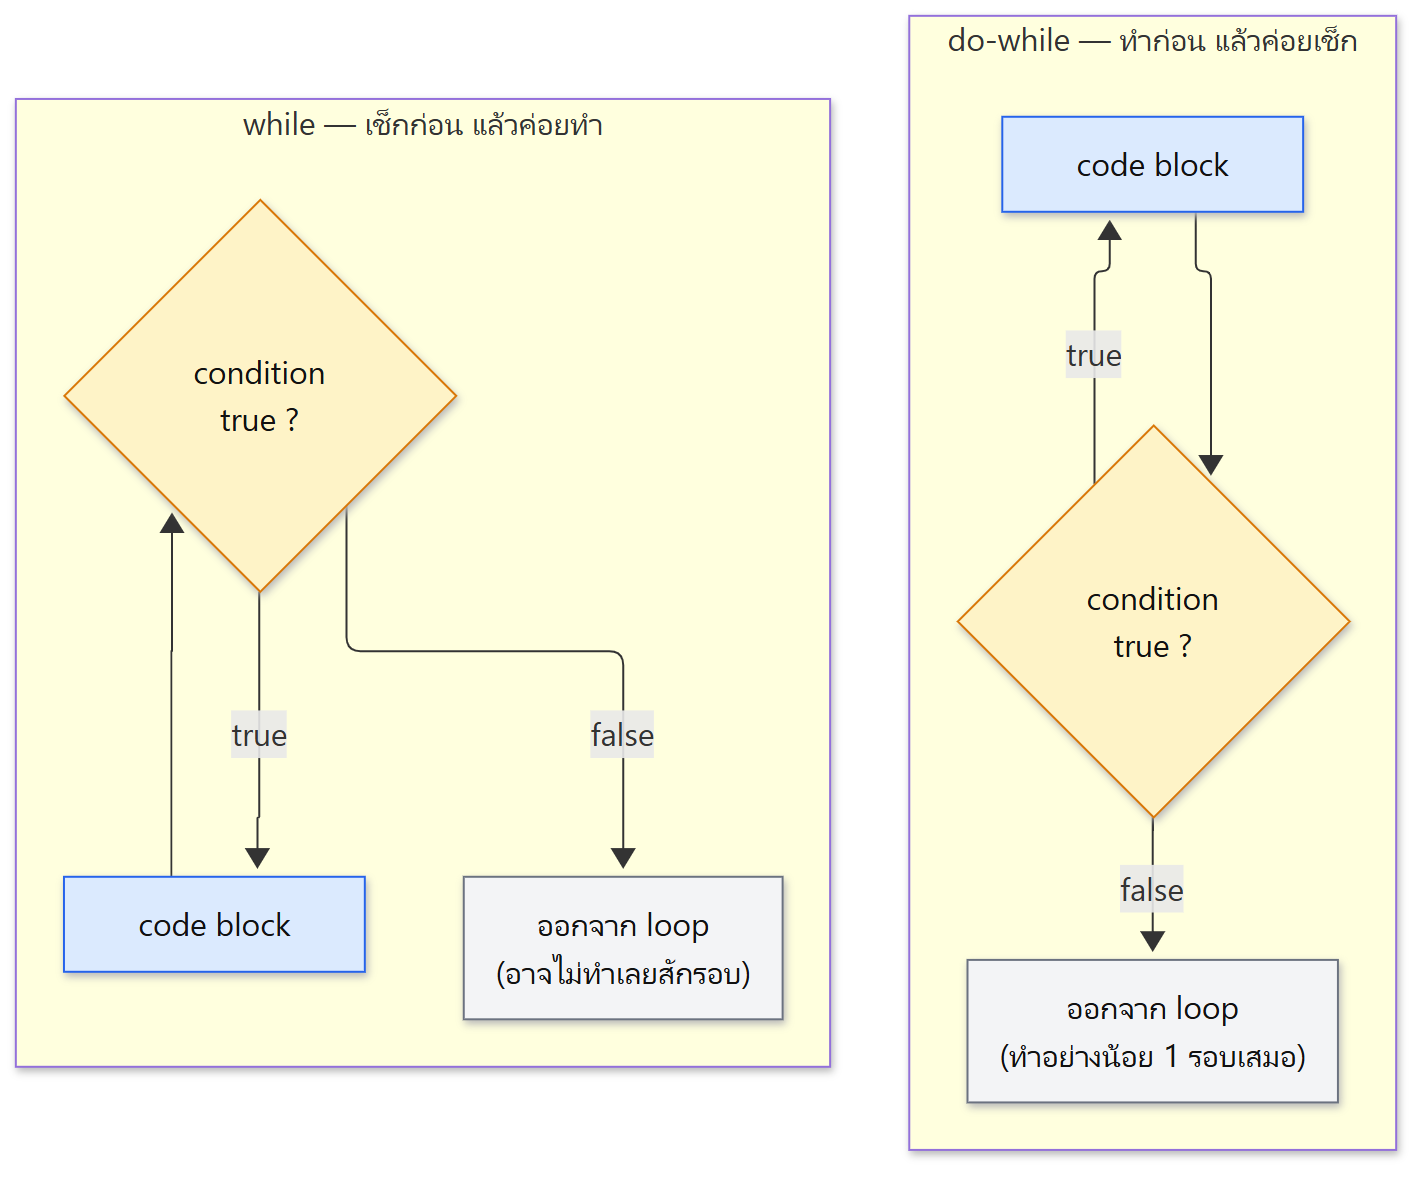 while — เช็กก่อน แล้วค่อยทำ
condition
true ?
true
false
code block
ออกจาก loop
(อาจไม่ทำเลยสักรอบ)
do-while — ทำก่อน แล้วค่อยเช็ก
code block
true
condition
true ?
false
ออกจาก loop
(ทำอย่างน้อย 1 รอบเสมอ)